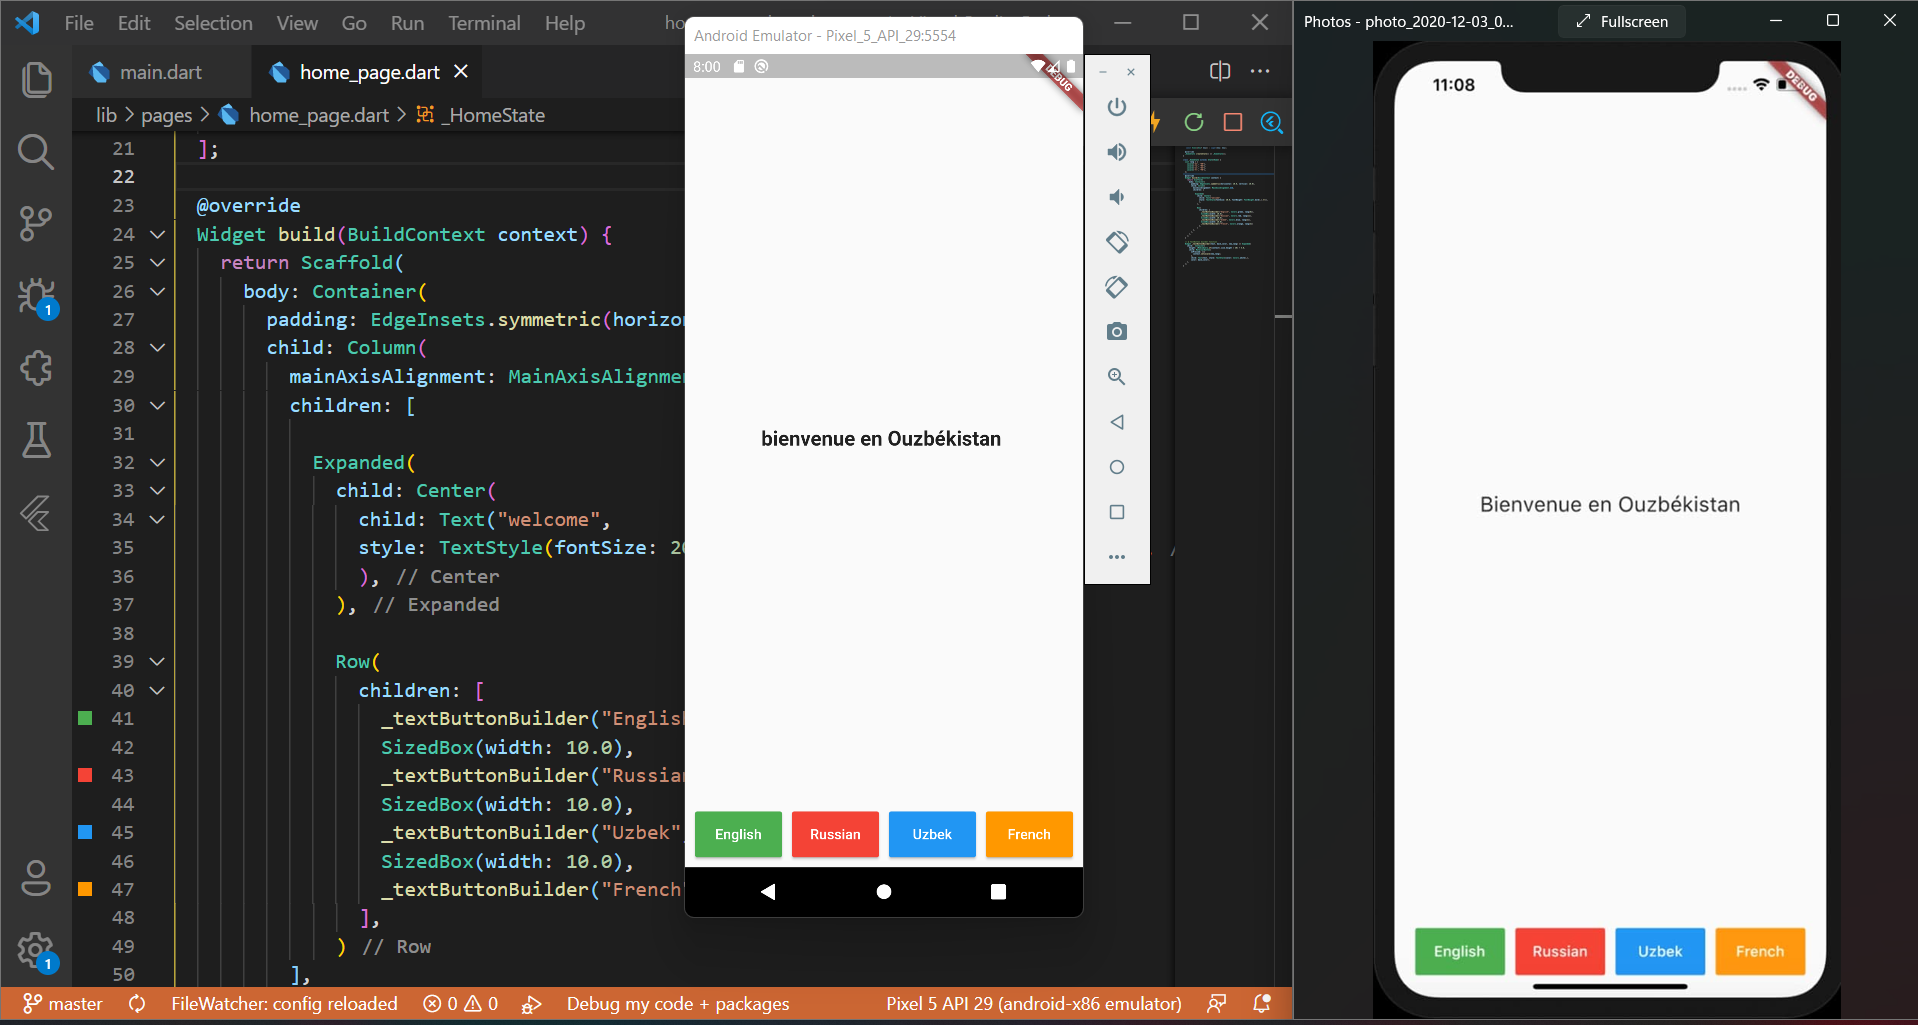 File Edit Selection View Go Run Terminal Help
main.dart
home_page.dart
lib > pages > home_page.dart > _HomeState
21 ];
22
23 @override
24 Widget build(BuildContext context) {
25 return Scaffold(
26 body: Container(
27 padding: EdgeInsets.symmetric(
28 child: Column(
29 mainAxisAlignment:
30 children: [
31
32 Expanded(
33 child: Center(
34 child: Text("welcome",
35 style: TextStyle(fontSize:
36 ), // Center
37 ), // Expanded
38
39 Row(
40 children: [
41 _textButtonBuilder("English
42 SizedBox(width: 10.0),
43 _textButtonBuilder("Russian
44 SizedBox(width: 10.0),
45 _textButtonBuilder("Uzbek"
46 SizedBox(width: 10.0),
47 _textButtonBuilder("French
48 ],
49 ) // Row
50 ],
1
1
master FileWatcher: config reloaded 0 0 Debug my code + packages Pixel 5 API 29 (android-x86 emulator)
Android Emulator - Pixel_5_API_29:5554
8:00
DEBUG
bienvenue en Ouzbékistan
English Russian Uzbek French
Photos - photo_2020-12-03_0... Fullscreen
11:08
DEBUG
Bienvenue en Ouzbékistan
English Russian Uzbek French